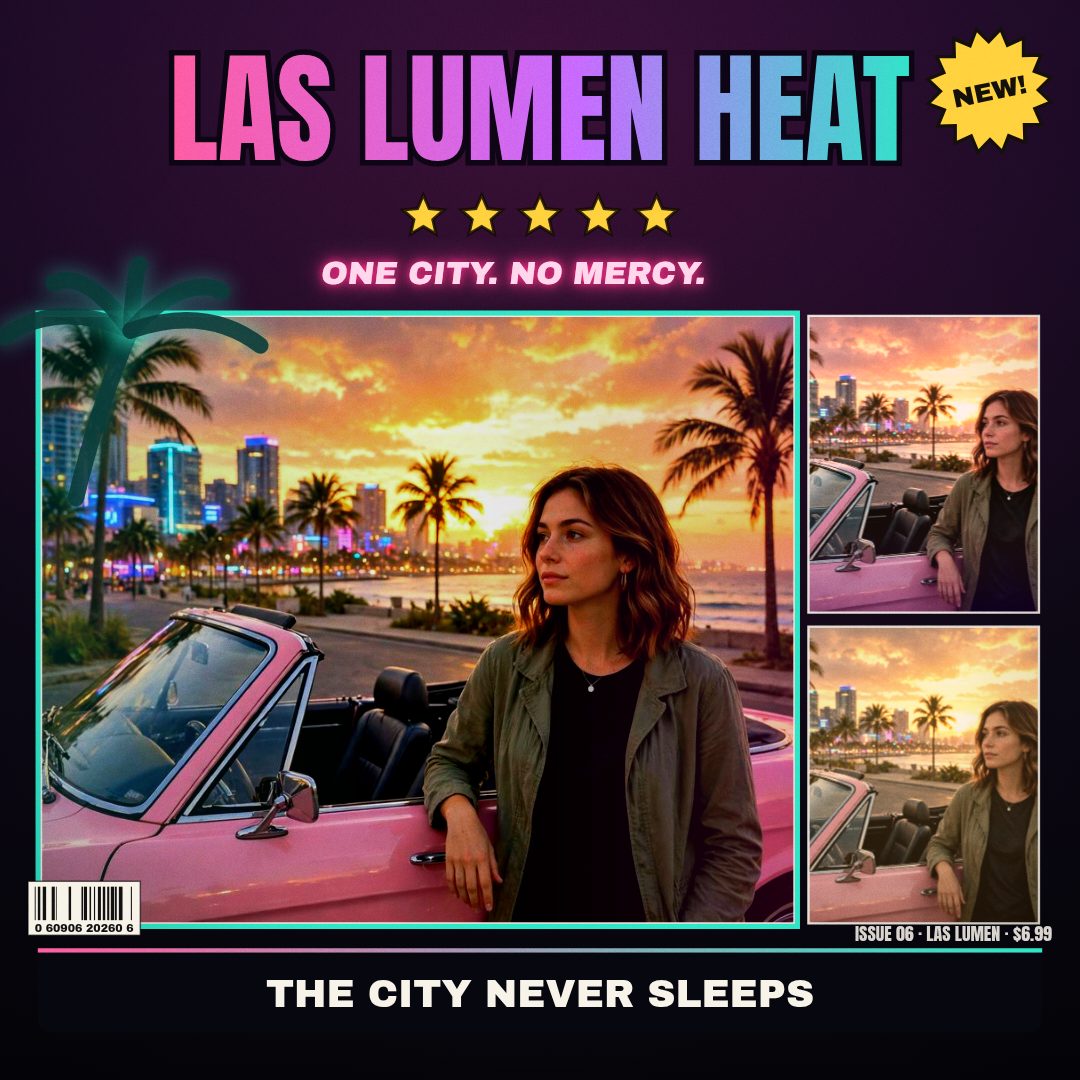 LAS LUMEN HEAT
NEW!
ONE CITY. NO MERCY.
0 60906 20260 6
ISSUE 06 · LAS LUMEN · $6.99
THE CITY NEVER SLEEPS